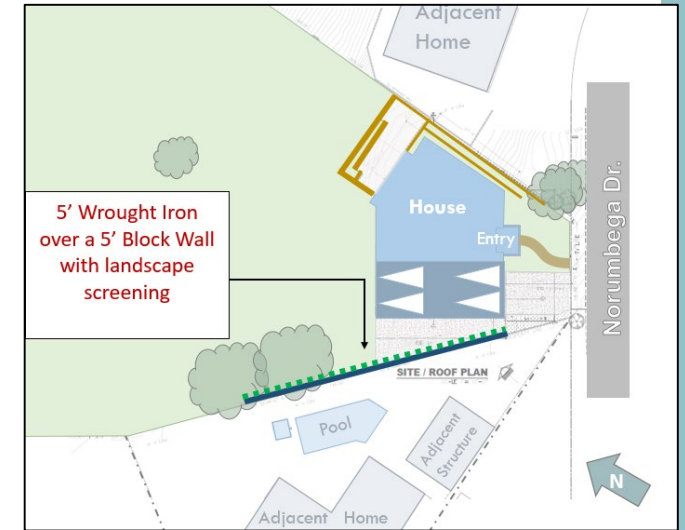 Adjacent
Home
House
Entry
Norumbega Dr.
5' Wrought Iron
over a 5' Block Wall
with landscape
screening
SITE / ROOF PLAN
Pool
Adjacent
Structure
N
Adjacent Home